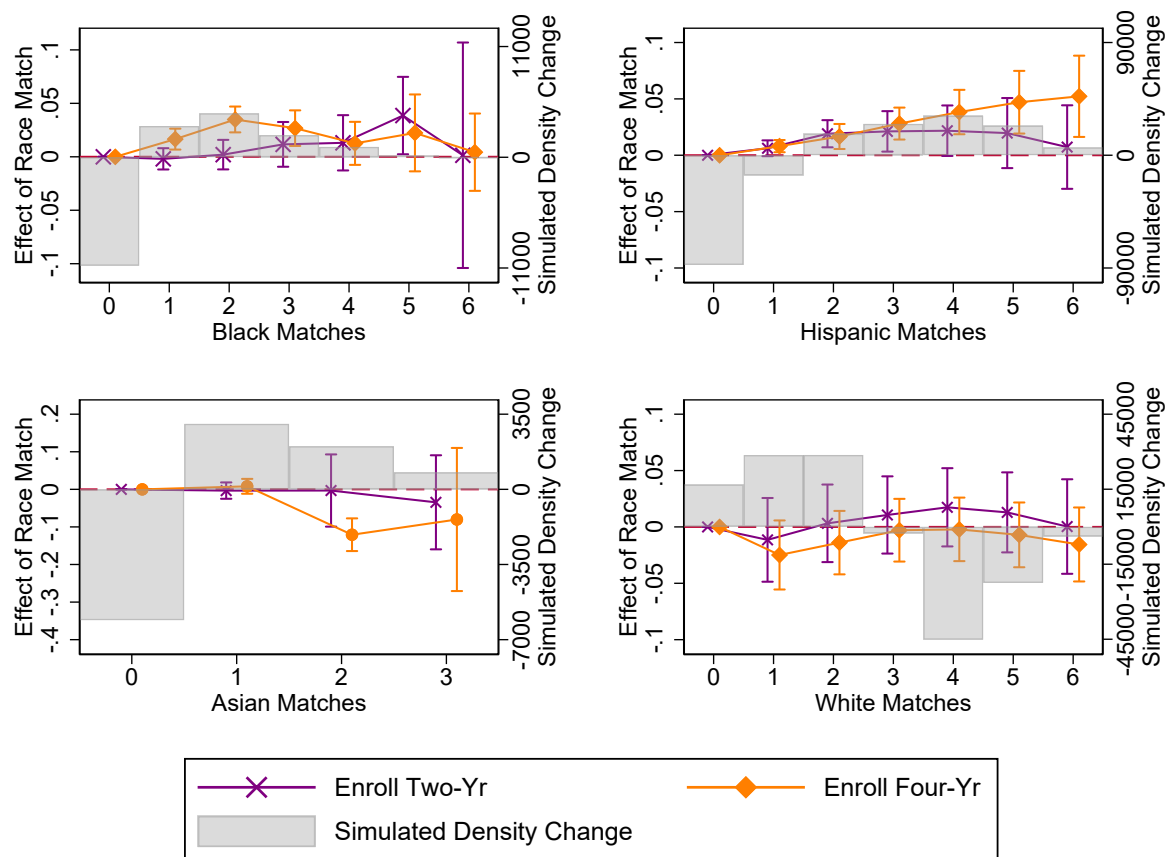 Effect of Race Match
-.1 -.05 0 .05 .1
-11000 0 11000
Simulated Density Change
0 1 2 3 4 5 6
Black Matches
Effect of Race Match
-.1 -.05 0 .05 .1
-90000 0 90000
Simulated Density Change
0 1 2 3 4 5 6
Hispanic Matches
Effect of Race Match
-.4 -.3 -.2 -.1 0 .1 .2
-7000 -3500 0 3500
Simulated Density Change
0 1 2 3
Asian Matches
Effect of Race Match
-.1 -.05 0 .05 .1
-45000 -15000 15000 45000
Simulated Density Change
0 1 2 3 4 5 6
White Matches
Enroll Two-Yr
Enroll Four-Yr
Simulated Density Change